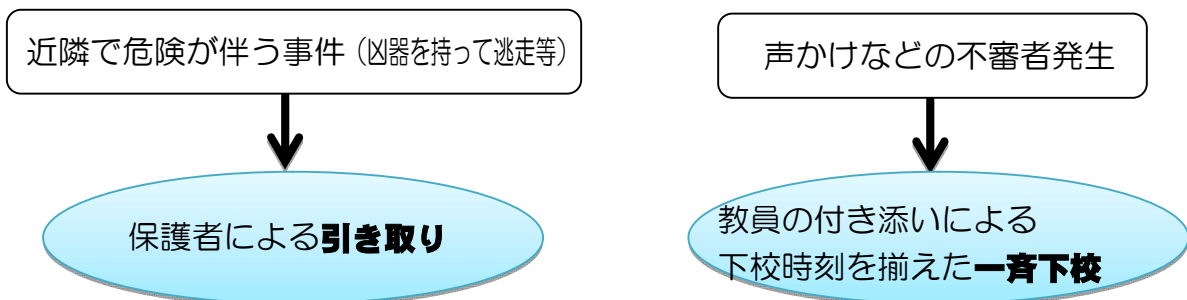 近隣で危険が伴う事件（凶器を持って逃走等）
声かけなどの不審者発生
保護者による引き取り
教員の付き添いによる
下校時刻を揃えた一斉下校